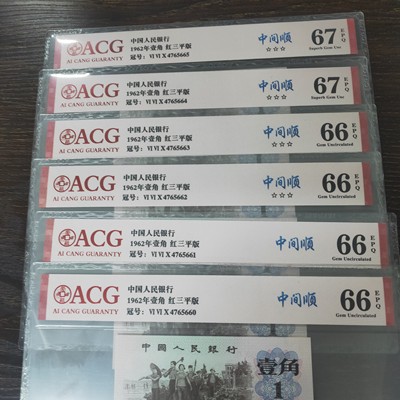 ACG
AI CANG GUARANTY
中国人民银行
1962年壹角 红三平版
冠号: VI VI X 4765665
中间顺
☆☆☆
67 EPQ
Superb Gem Unc
ACG
AI CANG GUARANTY
中国人民银行
1962年壹角 红三平版
冠号: VI VI X 4765664
中间顺
☆☆☆
67 EPQ
Superb Gem Unc
ACG
AI CANG GUARANTY
中国人民银行
1962年壹角 红三平版
冠号: VI VI X 4765663
中间顺
☆☆☆
66 EPQ
Gem Uncirculated
ACG
AI CANG GUARANTY
中国人民银行
1962年壹角 红三平版
冠号: VI VI X 4765662
中间顺
☆☆☆
66 EPQ
Gem Uncirculated
ACG
AI CANG GUARANTY
中国人民银行
1962年壹角 红三平版
冠号: VI VI X 4765661
中间顺
66 EPQ
Gem Uncirculated
ACG
AI CANG GUARANTY
中国人民银行
1962年壹角 红三平版
冠号: VI VI X 4765660
中间顺
66 EPQ
Gem Uncirculated
中國人民銀行
壹角
1